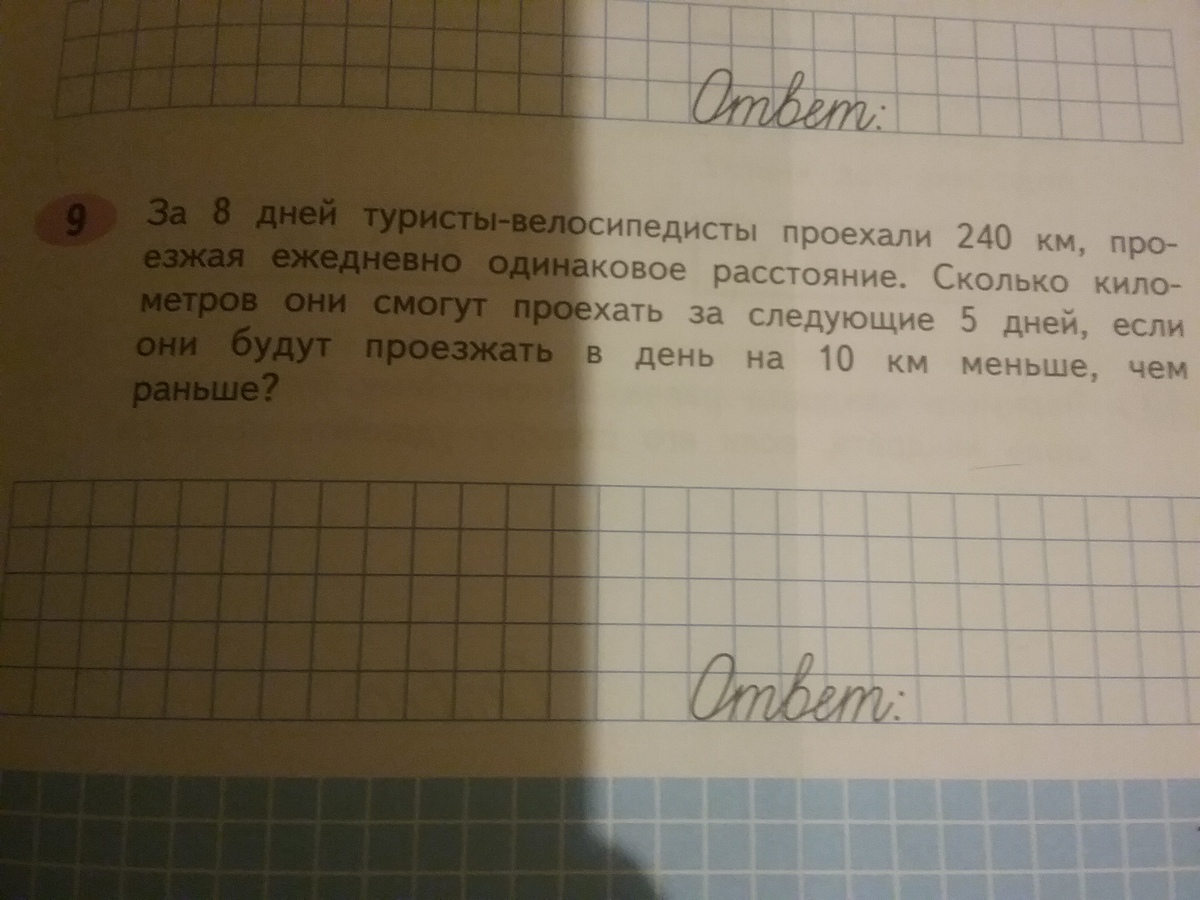 Ответ:
9 За 8 дней туристы-велосипедисты проехали 240 км, про-
езжая ежедневно одинаковое расстояние. Сколько кило-
метров они смогут проехать за следующие 5 дней, если
они будут проезжать в день на 10 км меньше, чем
раньше?
Ответ: